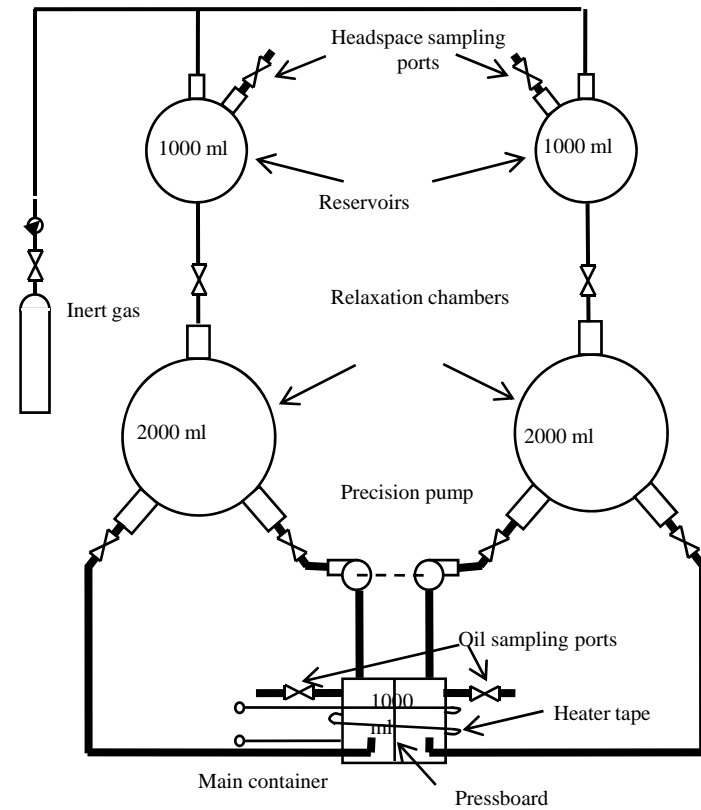 Headspace sampling
ports
1000 ml
1000 ml
Reservoirs
Relaxation chambers
Inert gas
2000 ml
2000 ml
Precision pump
Oil sampling ports
1000
ml
Heater tape
Main container
Pressboard